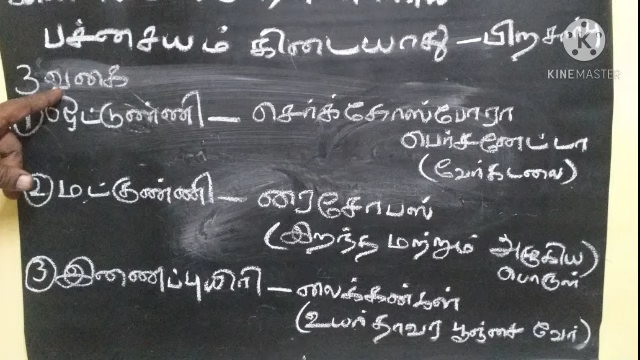 பச்சையம் கிடையாது – பிறசார்பு
KINEMASTER
3 வகை
① ஒட்டுண்ணி – செர்க்கோஸ்போரா
பெர்சனேட்டா
(வேர்கடலை)
② மட்குண்ணி – ரைசோபஸ்
(இறந்த மற்றும் அழுகிய
பொருள்)
③ இணைப்புயிரி – லைக்கன்கள்
(உயர்தாவர பூஞ்சை வேர்)